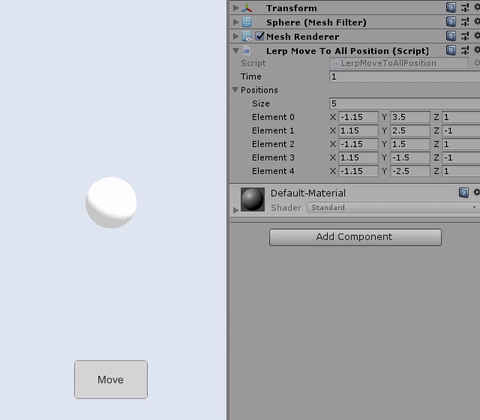 Transform
Sphere (Mesh Filter)
Mesh Renderer
Lerp Move To All Position (Script)
Script LerpMoveToAllPosition
Time 1
Positions
Size 5
Element 0 X -1.15 Y 3.5 Z 1
Element 1 X 1.15 Y 2.5 Z -1
Element 2 X -1.15 Y 1.5 Z 1
Element 3 X 1.15 Y -1.5 Z -1
Element 4 X -1.15 Y -2.5 Z 1
Default-Material
Shader Standard
Add Component
Move